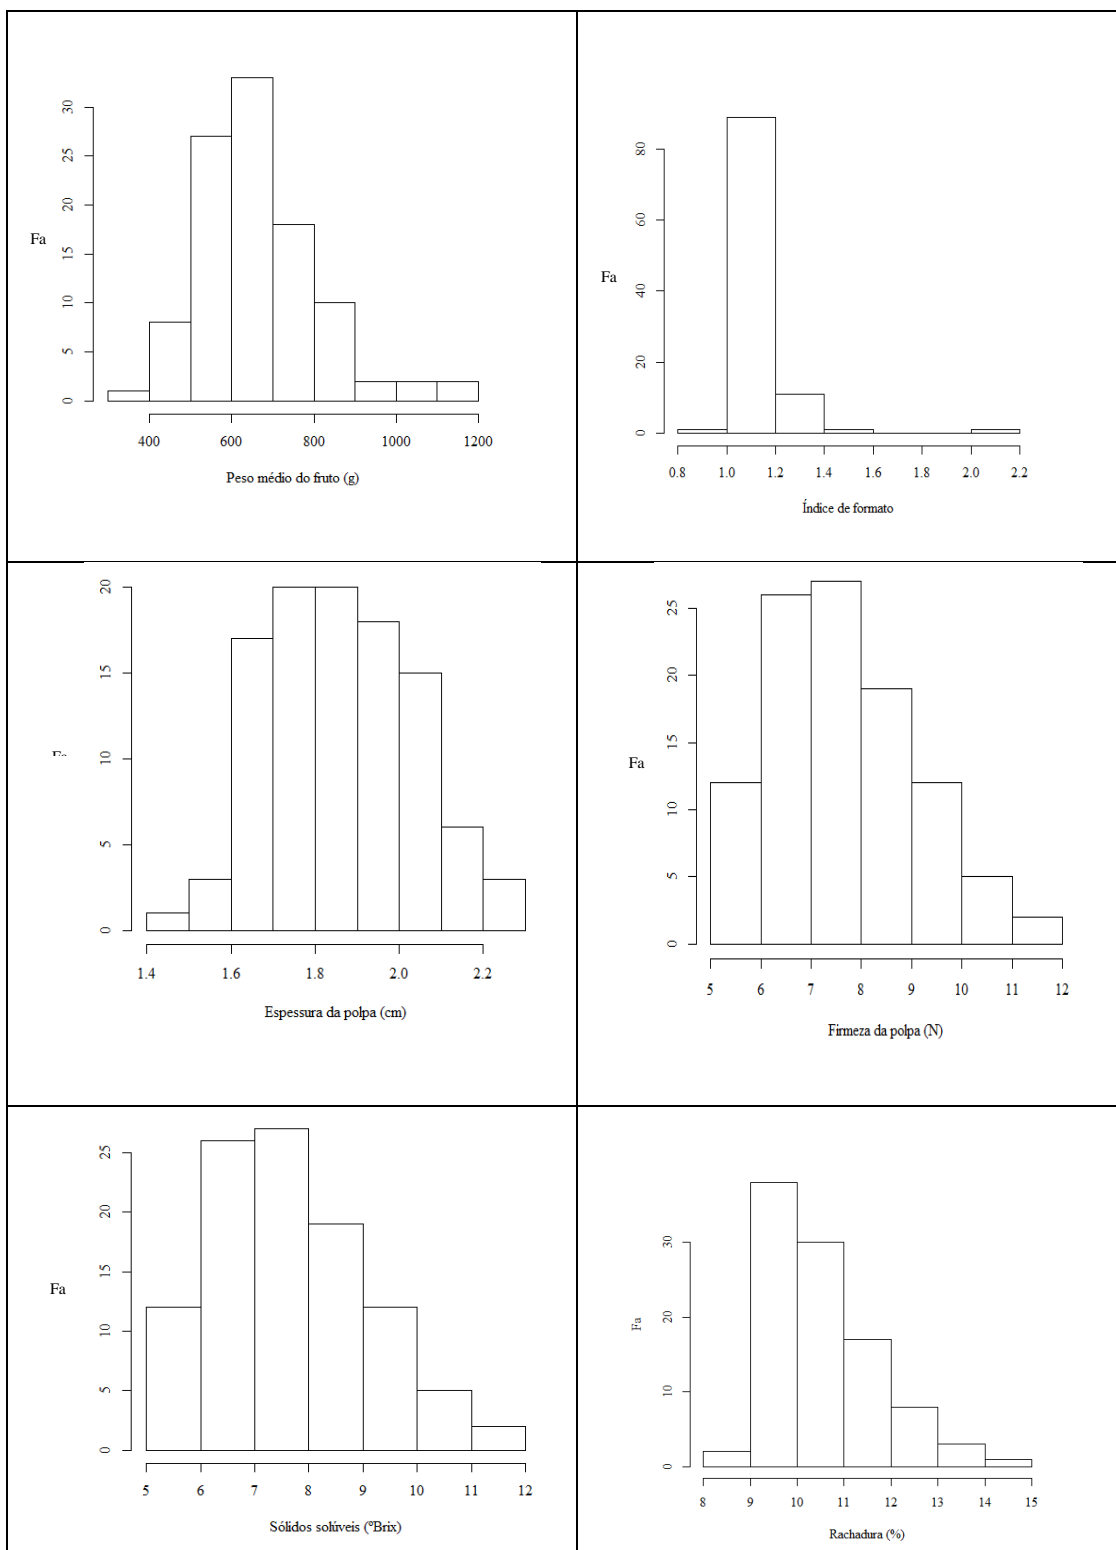 30
25
20
15
10
5
0
Fa
400 600 800 1000 1200
Peso médio do fruto (g)
80
60
40
20
0
Fa
0.8 1.0 1.2 1.4 1.6 1.8 2.0 2.2
Índice de formato
20
15
10
5
0
1.4 1.6 1.8 2.0 2.2
Espessura da polpa (cm)
25
20
15
10
5
0
Fa
5 6 7 8 9 10 11 12
Firmeza da polpa (N)
25
20
15
10
5
0
Fa
5 6 7 8 9 10 11 12
Sólidos solúveis (ºBrix)
30
20
10
0
Fa
8 9 10 11 12 13 14 15
Rachadura (%)